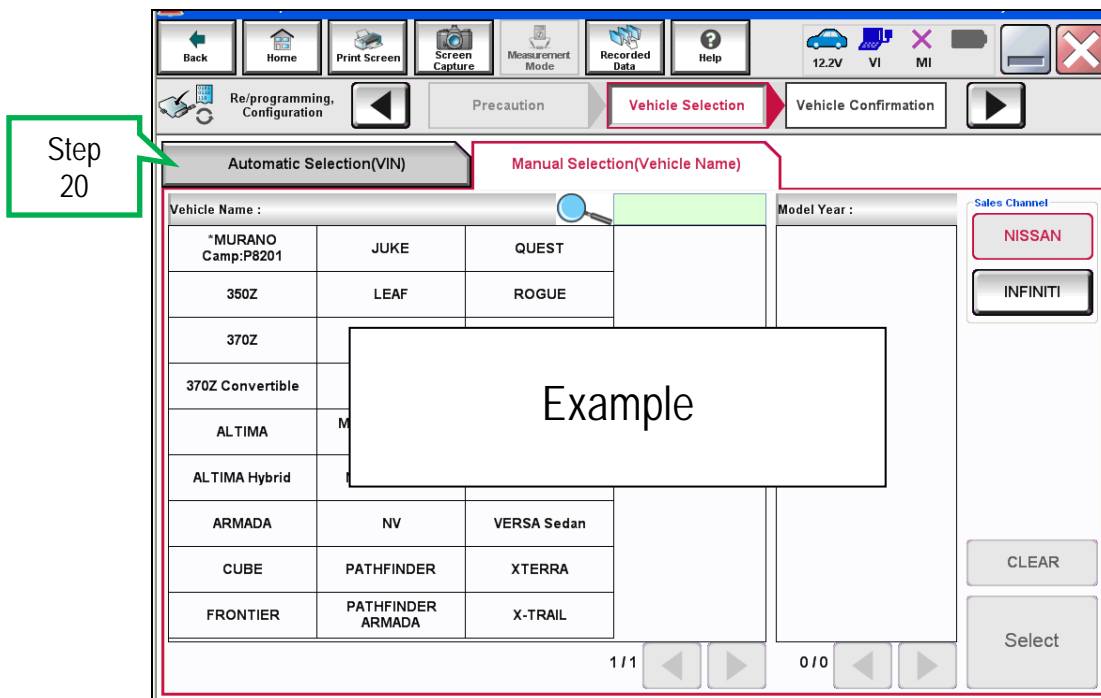 Back
Home
Print Screen
Screen
Capture
Measurement
Mode
Recorded
Data
Help
12.2V
VI
MI
Re/programming,
Configuration
Precaution
Vehicle Selection
Vehicle Confirmation
Step
20
Automatic Selection(VIN)
Manual Selection(Vehicle Name)
Vehicle Name :
Model Year :
Sales Channel
*MURANO
Camp:P8201
JUKE
QUEST
NISSAN
350Z
LEAF
ROGUE
INFINITI
370Z
370Z Convertible
Example
ALTIMA
ALTIMA Hybrid
ARMADA
NV
VERSA Sedan
CUBE
PATHFINDER
XTERRA
CLEAR
FRONTIER
PATHFINDER
ARMADA
X-TRAIL
Select
1/1
0/0